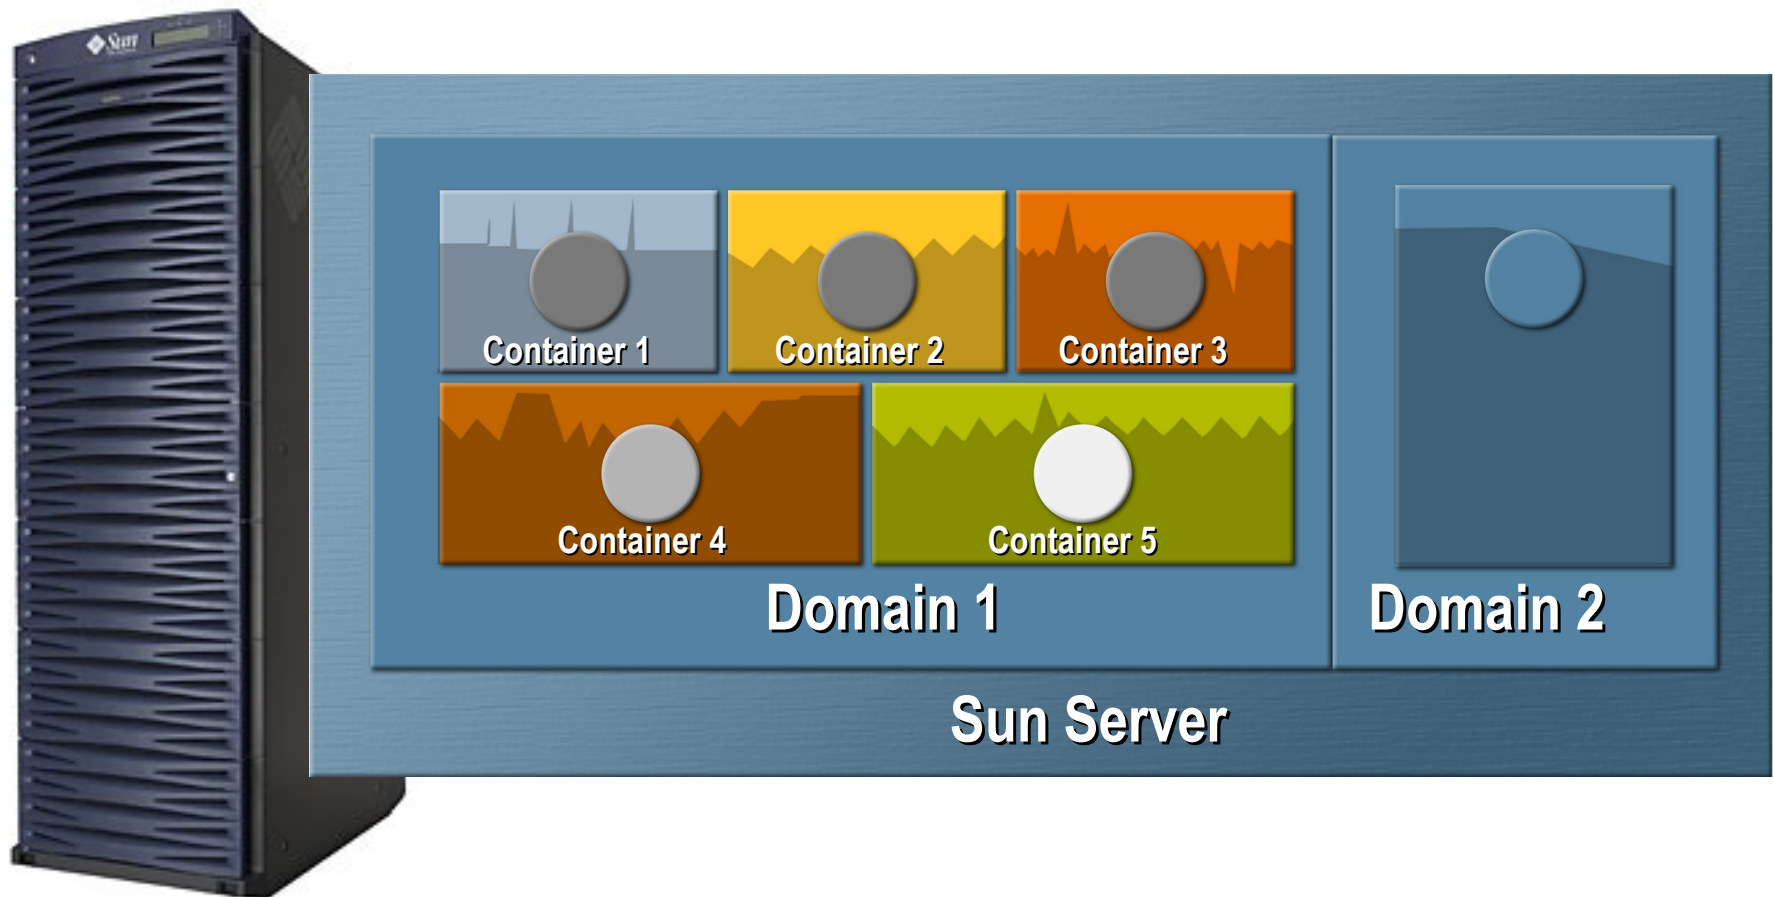 Sun
Container 1
Container 2
Container 3
Container 4
Container 5
Domain 1
Domain 2
Sun Server